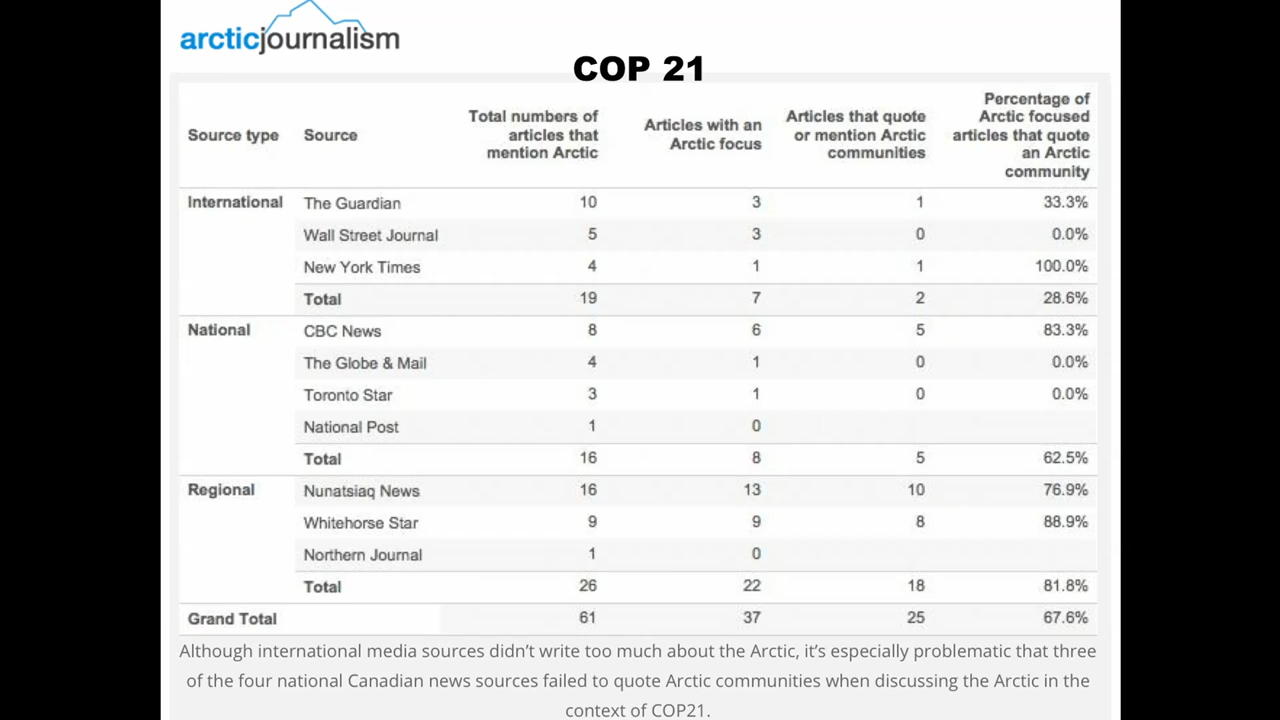 arcticjournalism
COP 21
Source type Source Total numbers of articles that mention Arctic Articles with an Arctic focus Articles that quote or mention Arctic communities Percentage of Arctic focused articles that quote an Arctic community
International The Guardian 10 3 1 33.3%
Wall Street Journal 5 3 0 0.0%
New York Times 4 1 1 100.0%
Total 19 7 2 28.6%
National CBC News 8 6 5 83.3%
The Globe & Mail 4 1 0 0.0%
Toronto Star 3 1 0 0.0%
National Post 1 0
Total 16 8 5 62.5%
Regional Nunatsiaq News 16 13 10 76.9%
Whitehorse Star 9 9 8 88.9%
Northern Journal 1 0
Total 26 22 18 81.8%
Grand Total 61 37 25 67.6%
Although international media sources didn't write too much about the Arctic, it's especially problematic that three
of the four national Canadian news sources failed to quote Arctic communities when discussing the Arctic in the
context of COP21.